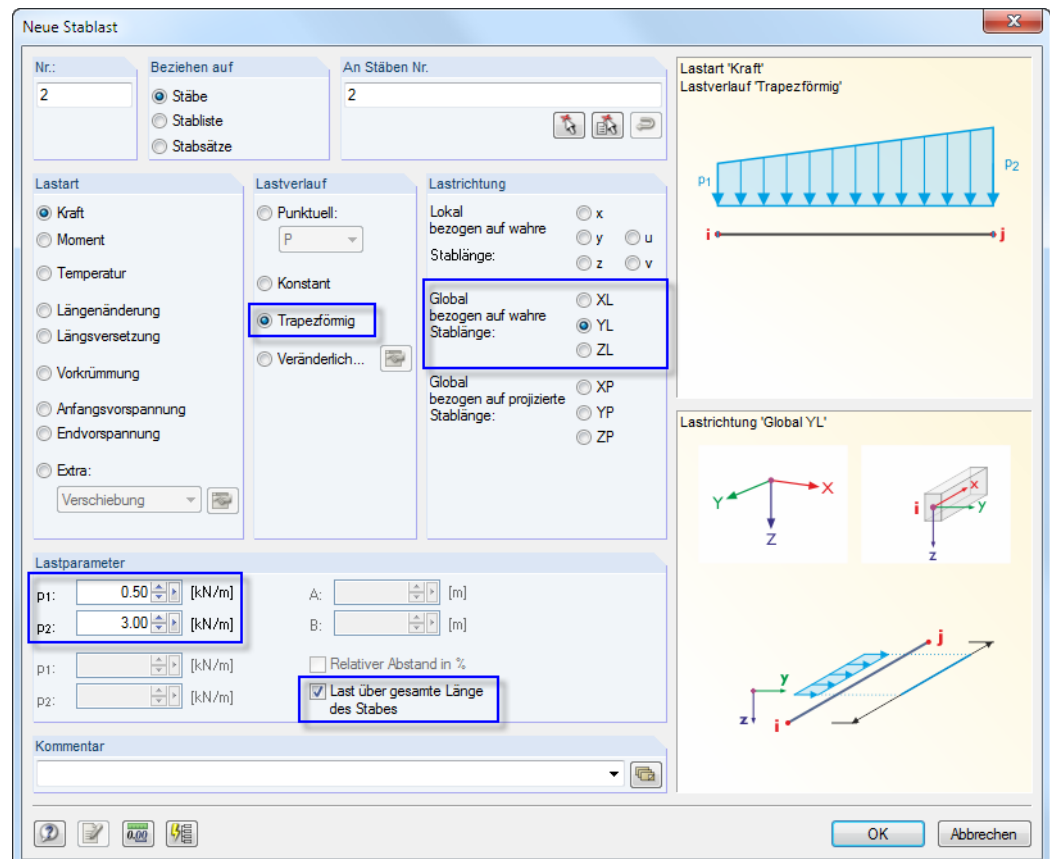 Neue Stablast
Nr.:
2
Beziehen auf
Stäbe
Stabliste
Stabsätze
An Stäben Nr.
2
Lastart
Kraft
Moment
Temperatur
Längenänderung
Längsversetzung
Vorkrümmung
Anfangsvorspannung
Endvorspannung
Extra:
Verschiebung
Lastverlauf
Punktuell:
P
Konstant
Trapezförmig
Veränderlich...
Lastrichtung
Lokal
bezogen auf wahre
Stablänge:
x
y u
z v
Global
bezogen auf wahre
Stablänge:
XL
YL
ZL
Global
bezogen auf projizierte
Stablänge:
XP
YP
ZP
Lastparameter
p1: 0.50 [kN/m]
p2: 3.00 [kN/m]
p1: [kN/m]
p2: [kN/m]
A: [m]
B: [m]
Relativer Abstand in %
Last über gesamte Länge
des Stabes
Kommentar
Lastart 'Kraft'
Lastverlauf 'Trapezförmig'
p1
p2
i j
Lastrichtung 'Global YL'
Y X
Z
x
i y
z
j
y
z i
0.00
OK
Abbrechen